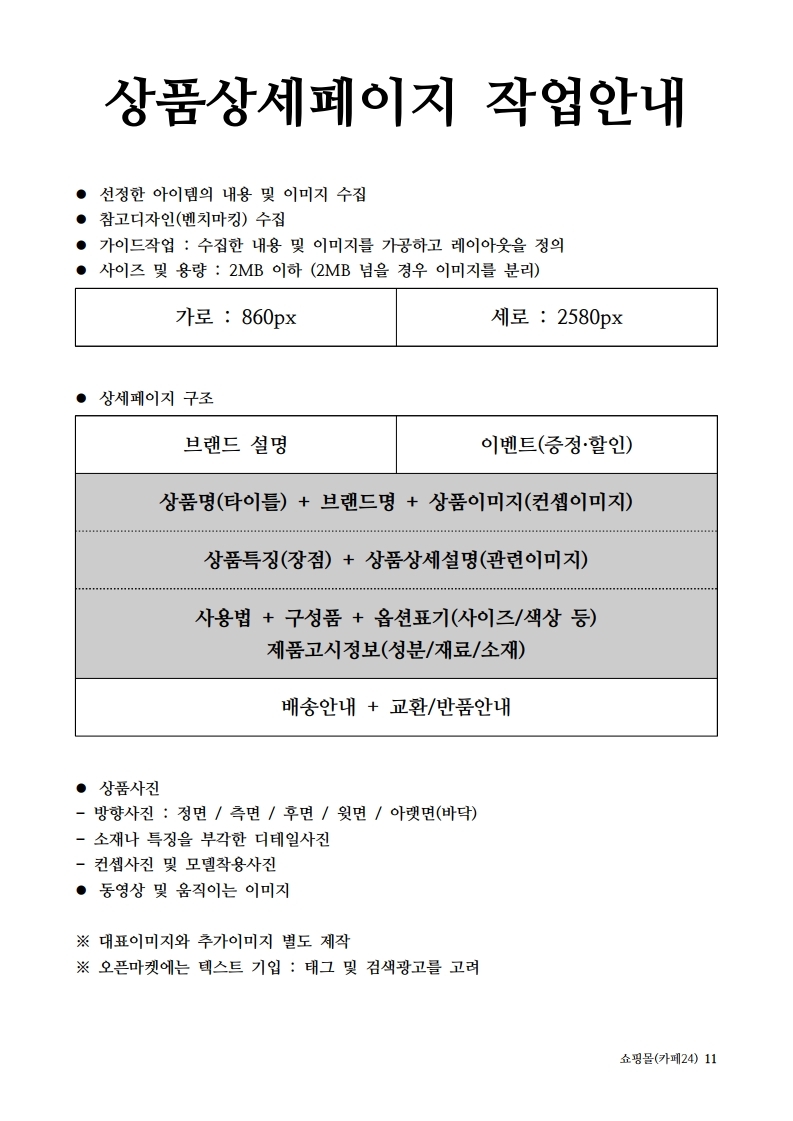 상품상세페이지 작업안내
● 선정한 아이템의 내용 및 이미지 수집
● 참고디자인(벤치마킹) 수집
● 가이드작업 : 수집한 내용 및 이미지를 가공하고 레이아웃을 정의
● 사이즈 및 용량 : 2MB 이하 (2MB 넘을 경우 이미지를 분리)
가로 : 860px
세로 : 2580px
● 상세페이지 구조
브랜드 설명
이벤트(증정·할인)
상품명(타이틀) + 브랜드명 + 상품이미지(컨셉이미지)
상품특징(장점) + 상품상세설명(관련이미지)
사용법 + 구성품 + 옵션표기(사이즈/색상 등)
제품고시정보(성분/재료/소재)
배송안내 + 교환/반품안내
● 상품사진
- 방향사진 : 정면 / 측면 / 후면 / 윗면 / 아랫면(바닥)
- 소재나 특징을 부각한 디테일사진
- 컨셉사진 및 모델착용사진
● 동영상 및 움직이는 이미지
※ 대표이미지와 추가이미지 별도 제작
※ 오픈마켓에는 텍스트 기입 : 태그 및 검색광고를 고려
쇼핑몰(카페24) 11